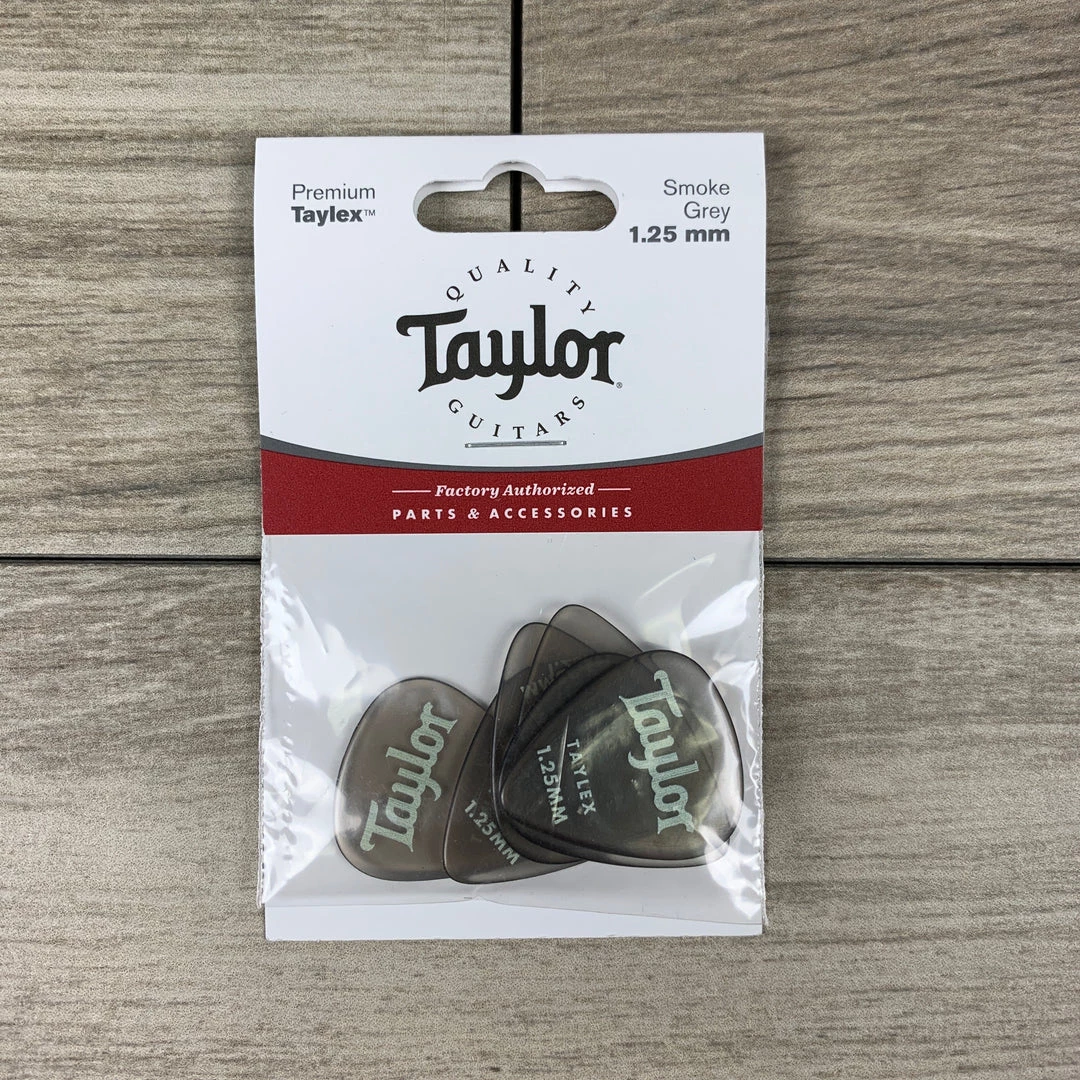 Premium
Taylex™
Smoke
Grey
1.25 mm
QUALITY
Taylor®
GUITARS
Factory Authorized
PARTS & ACCESSORIES
Taylor
1.25MM
TAYLEX
1.25MM
Taylor